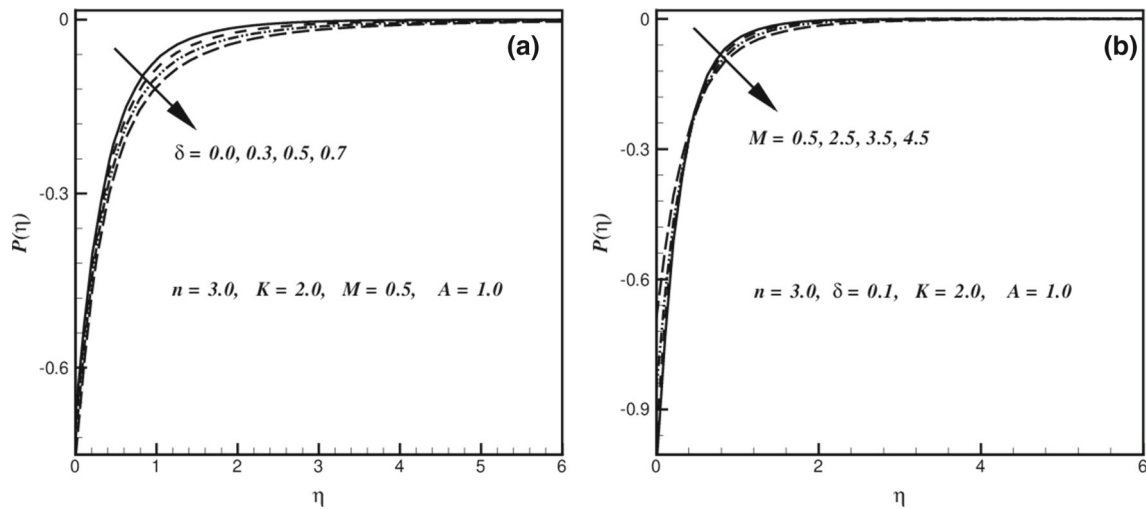 0
(a)
δ = 0.0, 0.3, 0.5, 0.7
-0.3
P(η)
n = 3.0, K = 2.0, M = 0.5, A = 1.0
-0.6
0 1 2 3 4 5 6
η
0
(b)
M = 0.5, 2.5, 3.5, 4.5
-0.3
P(η)
-0.6
n = 3.0, δ = 0.1, K = 2.0, A = 1.0
-0.9
0 2 4 6
η